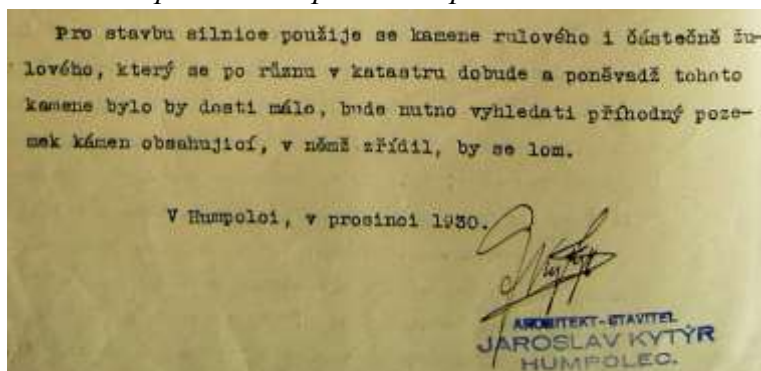 Pro stavbu silnice použije se kamene rulového i částečně žu-
lového, který se po různu v katastru dobude a poněvadž tohoto
kamene bylo by dosti málo, bude nutno vyhledati příhodný poze-
mek kámen obsahující, v němž zřídil, by se lom.
V Humpolci, v prosinci 1930.
ARCHITEKT-STAVITEL
JAROSLAV KYTÝR
HUMPOLEC.